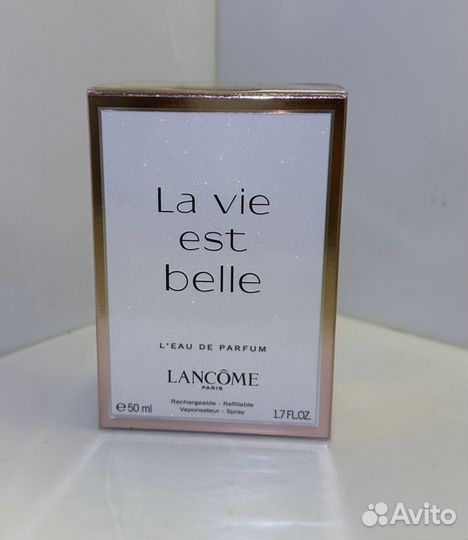 La vie
est
belle
L'EAU DE PARFUM
LANCÔME
PARIS
Rechargeable - Refillable
Vaporisateur - Spray
℮ 50 ml
1.7 FL.OZ.
Avito